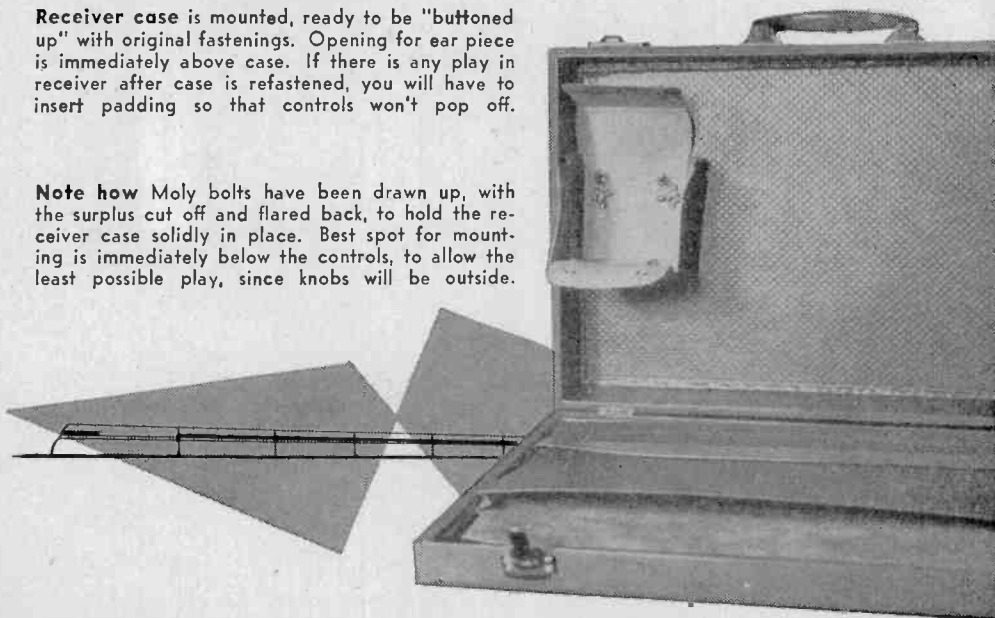 Receiver case is mounted, ready to be "buttoned
up" with original fastenings. Opening for ear piece
is immediately above case. If there is any play in
receiver after case is refastened, you will have to
insert padding so that controls won't pop off.
Note how Moly bolts have been drawn up, with
the surplus cut off and flared back, to hold the re-
ceiver case solidly in place. Best spot for mount-
ing is immediately below the controls, to allow the
least possible play, since knobs will be outside.